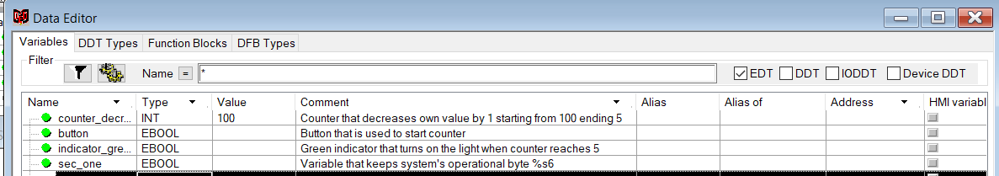 Data Editor
Variables DDT Types Function Blocks DFB Types
Filter
Name = * EDT DDT IODDT Device DDT
Name Type Value Comment Alias Alias of Address HMI variabl
counter_decr... INT 100 Counter that decreases own value by 1 starting from 100 ending 5
button EBOOL Button that is used to start counter
indicator_gre... EBOOL Green indicator that turns on the light when counter reaches 5
sec_one EBOOL Variable that keeps system's operational byte %s6